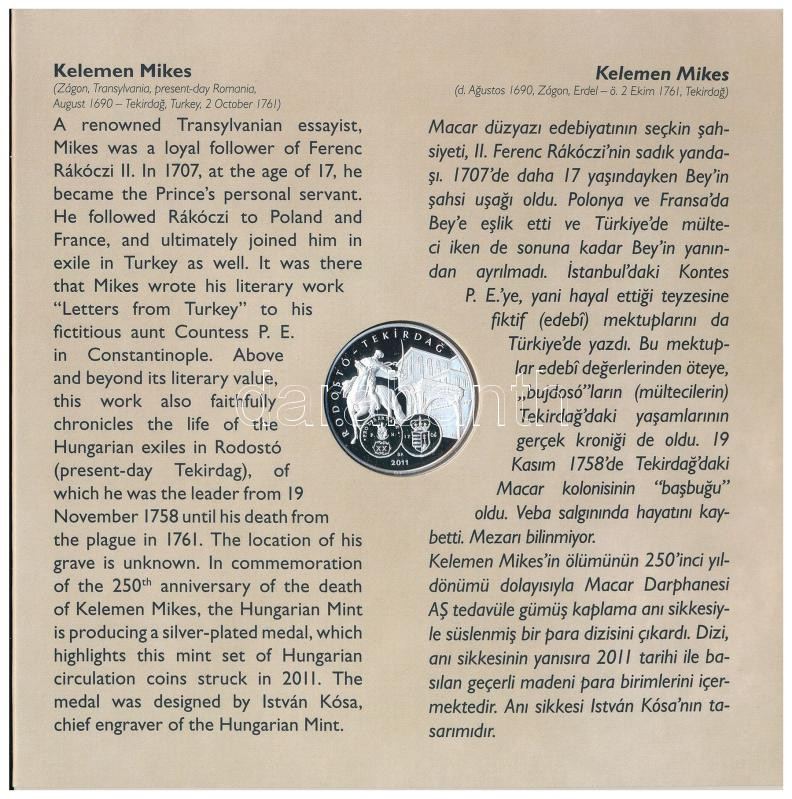 Kelemen Mikes
(Zágon, Transylvania, present-day Romania,
August 1690 – Tekirdağ, Turkey, 2 October 1761)
A renowned Transylvanian essayist,
Mikes was a loyal follower of Ferenc
Rákóczi II. In 1707, at the age of 17, he
became the Prince's personal servant.
He followed Rákóczi to Poland and
France, and ultimately joined him in
exile in Turkey as well. It was there
that Mikes wrote his literary work
“Letters from Turkey” to his
fictitious aunt Countess P. E.
in Constantinople. Above
and beyond its literary value,
this work also faithfully
chronicles the life of the
Hungarian exiles in Rodostó
(present-day Tekirdag), of
which he was the leader from 19
November 1758 until his death from
the plague in 1761. The location of his
grave is unknown. In commemoration
of the 250th anniversary of the death
of Kelemen Mikes, the Hungarian Mint
is producing a silver-plated medal, which
highlights this mint set of Hungarian
circulation coins struck in 2011. The
medal was designed by István Kósa,
chief engraver of the Hungarian Mint.
RODOSTÓ - TEKİRDAĞ
2011
darabanth
Kelemen Mikes
(d. Ağustos 1690, Zágon, Erdel – ö. 2 Ekim 1761, Tekirdağ)
Macar düzyazı edebiyatının seçkin şah-
siyeti, II. Ferenc Rákóczi'nin sadık yanda-
şı. 1707'de daha 17 yaşındayken Bey'in
şahsi uşağı oldu. Polonya ve Fransa'da
Bey'e eşlik etti ve Türkiye'de mülte-
ci iken de sonuna kadar Bey'in yanın-
dan ayrılmadı. İstanbul'daki Kontes
P. E.'ye, yani hayal ettiği teyzesine
fiktif (edebî) mektuplarını da
Türkiye'de yazdı. Bu mektup-
lar edebî değerlerinden öteye,
„bujdosó”ların (mültecilerin)
Tekirdağ'daki yaşamlarının
gerçek kroniği de oldu. 19
Kasım 1758'de Tekirdağ'daki
Macar kolonisinin “başbuğu”
oldu. Veba salgınında hayatını kay-
betti. Mezarı bilinmiyor.
Kelemen Mikes'in ölümünün 250'inci yıl-
dönümü dolayısıyla Macar Darphanesi
AŞ tedavüle gümüş kaplama anı sikkesiy-
le süslenmiş bir para dizisini çıkardı. Dizi,
anı sikkesinin yanısıra 2011 tarihi ile ba-
sılan geçerli madeni para birimlerini içer-
mektedir. Anı sikkesi István Kósa'nın ta-
sarımıdır.